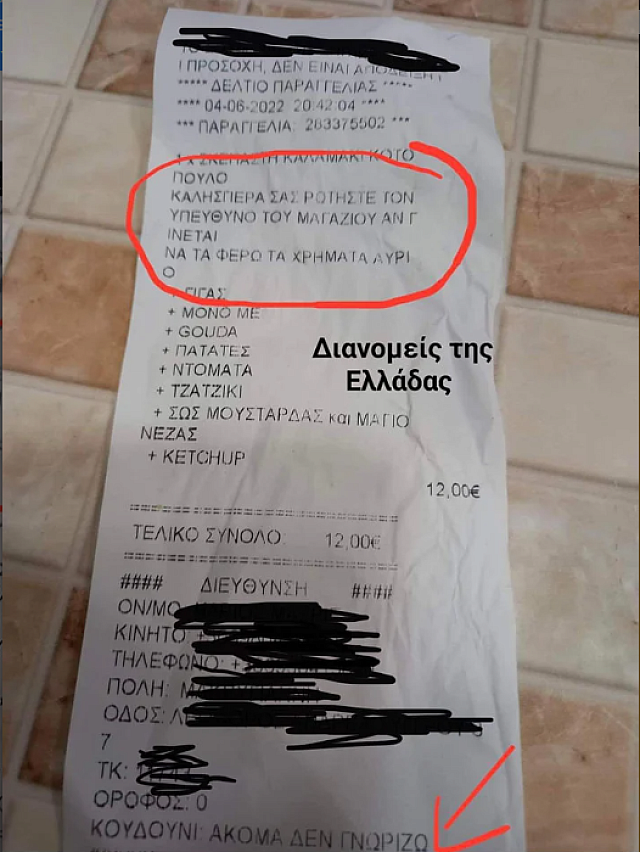 ! ΠΡΟΣΟΧΗ, ΔΕΝ ΕΙΝΑΙ ΑΠΟΔΕΙΞΗ !
***** ΔΕΛΤΙΟ ΠΑΡΑΓΓΕΛΙΑΣ *****
**** 04-06-2022 20:42:04 ****
*** ΠΑΡΑΓΓΕΛΙΑ: 283375502 ***
1 x ΣΚΕΠΑΣΤΗ ΚΑΛΑΜΑΚΙ ΚΟΤΟ
ΠΟΥΛΟ
ΚΑΛΗΣΠΕΡΑ ΣΑΣ ΡΟΤΗΣΤΕ ΤΟΝ
ΥΠΕΥΘΥΝΟ ΤΟΥ ΜΑΓΑΖΙΟΥ ΑΝ Γ
ΙΝΕΤΑΙ
ΝΑ ΤΑ ΦΕΡΩ ΤΑ ΧΡΗΜΑΤΑ ΑΥΡΙ
Ο
+ ΓΙΓΑΣ
+ ΜΟΝΟ ΜΕ
+ GOUDA
+ ΠΑΤΑΤΕΣ
+ ΝΤΟΜΑΤΑ
+ ΤΖΑΤΖΙΚΙ
+ ΣΩΣ ΜΟΥΣΤΑΡΔΑΣ και ΜΑΓΙΟ
ΝΕΖΑΣ
+ KETCHUP
Διανομείς της
Ελλάδας
12,00€
ΤΕΛΙΚΟ ΣΥΝΟΛΟ: 12,00€
#### ΔΙΕΥΘΥΝΣΗ ####
ΟΝ/ΜΟ
ΚΙΝΗΤΟ
ΤΗΛΕΦΩΝΟ:
ΠΟΛΗ:
ΟΔΟΣ:
7
ΤΚ:
ΟΡΟΦΟΣ: 0
ΚΟΥΔΟΥΝΙ: ΑΚΟΜΑ ΔΕΝ ΓΝΩΡΙΖΩ